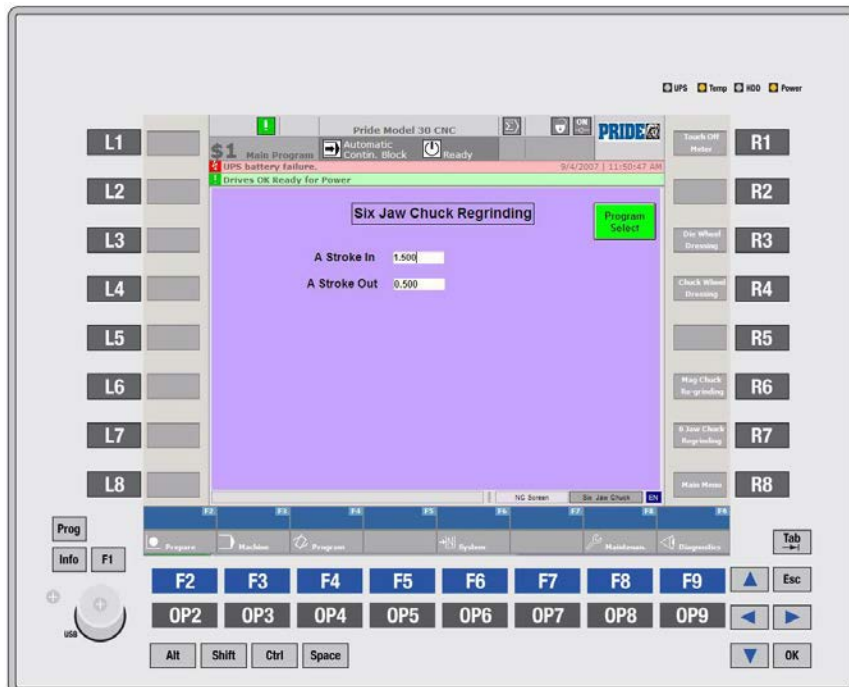 UPS Temp HDD Power
L1
L2
L3
L4
L5
L6
L7
L8
Pride Model 30 CNC
ON
PRIDE
$1 Main Program
Automatic
Contin. Block
Ready
UPS battery failure. 9/4/2007 | 11:50:47 AM
Drives OK Ready for Power
Six Jaw Chuck Regrinding
Program
Select
A Stroke In 1.500
A Stroke Out 0.500
NC Screen Six Jaw Chuck EN
Touch Off
Meter
Die Wheel
Dressing
Chuck Wheel
Dressing
Mag Chuck
Re-grinding
Main Menu
R1
R2
R3
R4
R5
R6
R7
R8
F2 F3 F4 F5 F6 F7 F8 F9
Prepare Machine Program System Maintenan. Diagnostics
Prog
Info F1
USB
F2 F3 F4 F5 F6 F7 F8 F9
OP2 OP3 OP4 OP5 OP6 OP7 OP8 OP9
Alt Shift Ctrl Space
Tab
Esc
OK